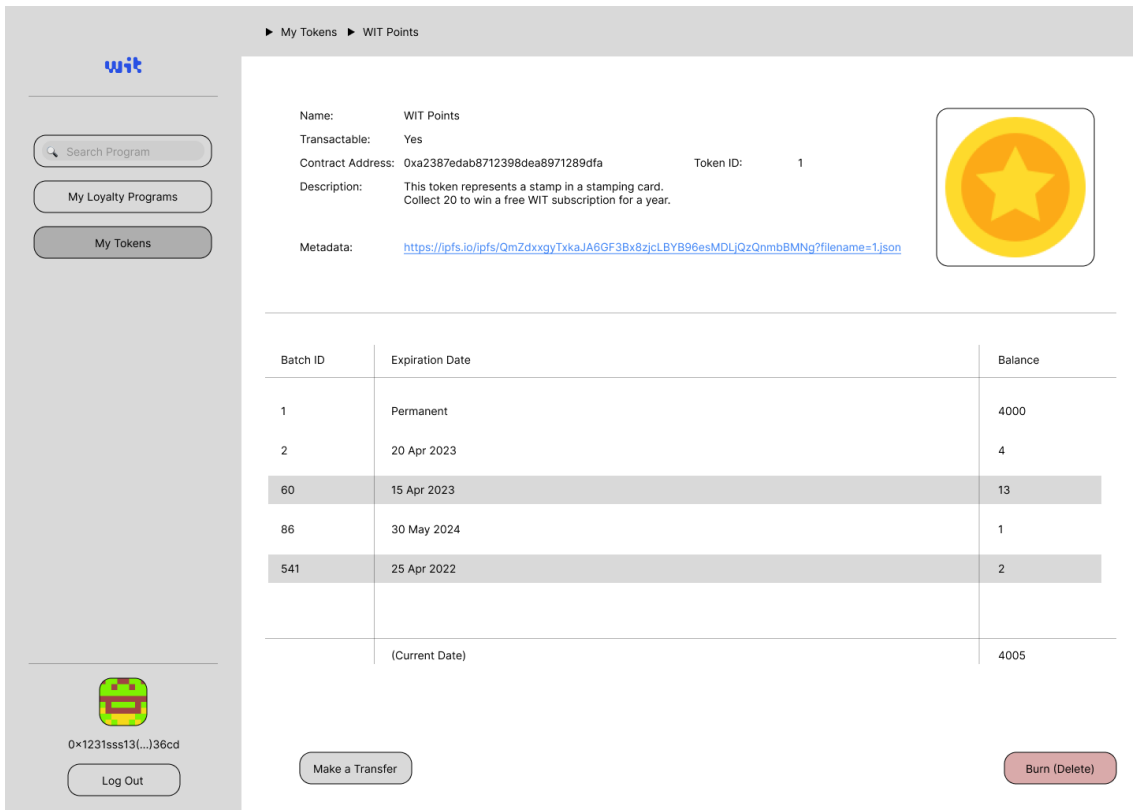 ▶ My Tokens ▶ WIT Points
wit
Search Program
My Loyalty Programs
My Tokens
Name: WIT Points
Transactable: Yes
Contract Address: 0xa2387edab8712398dea8971289dfa Token ID: 1
Description: This token represents a stamp in a stamping card.
Collect 20 to win a free WIT subscription for a year.
Metadata: https://ipfs.io/ipfs/QmZdxxgyTxkaJA6GF3Bx8zjcLBYB96esMDLjQzQnmbBMNg?filename=1.json
Batch ID Expiration Date Balance
1 Permanent 4000
2 20 Apr 2023 4
60 15 Apr 2023 13
86 30 May 2024 1
541 25 Apr 2022 2
(Current Date) 4005
0x1231sss13(...)36cd
Log Out
Make a Transfer
Burn (Delete)